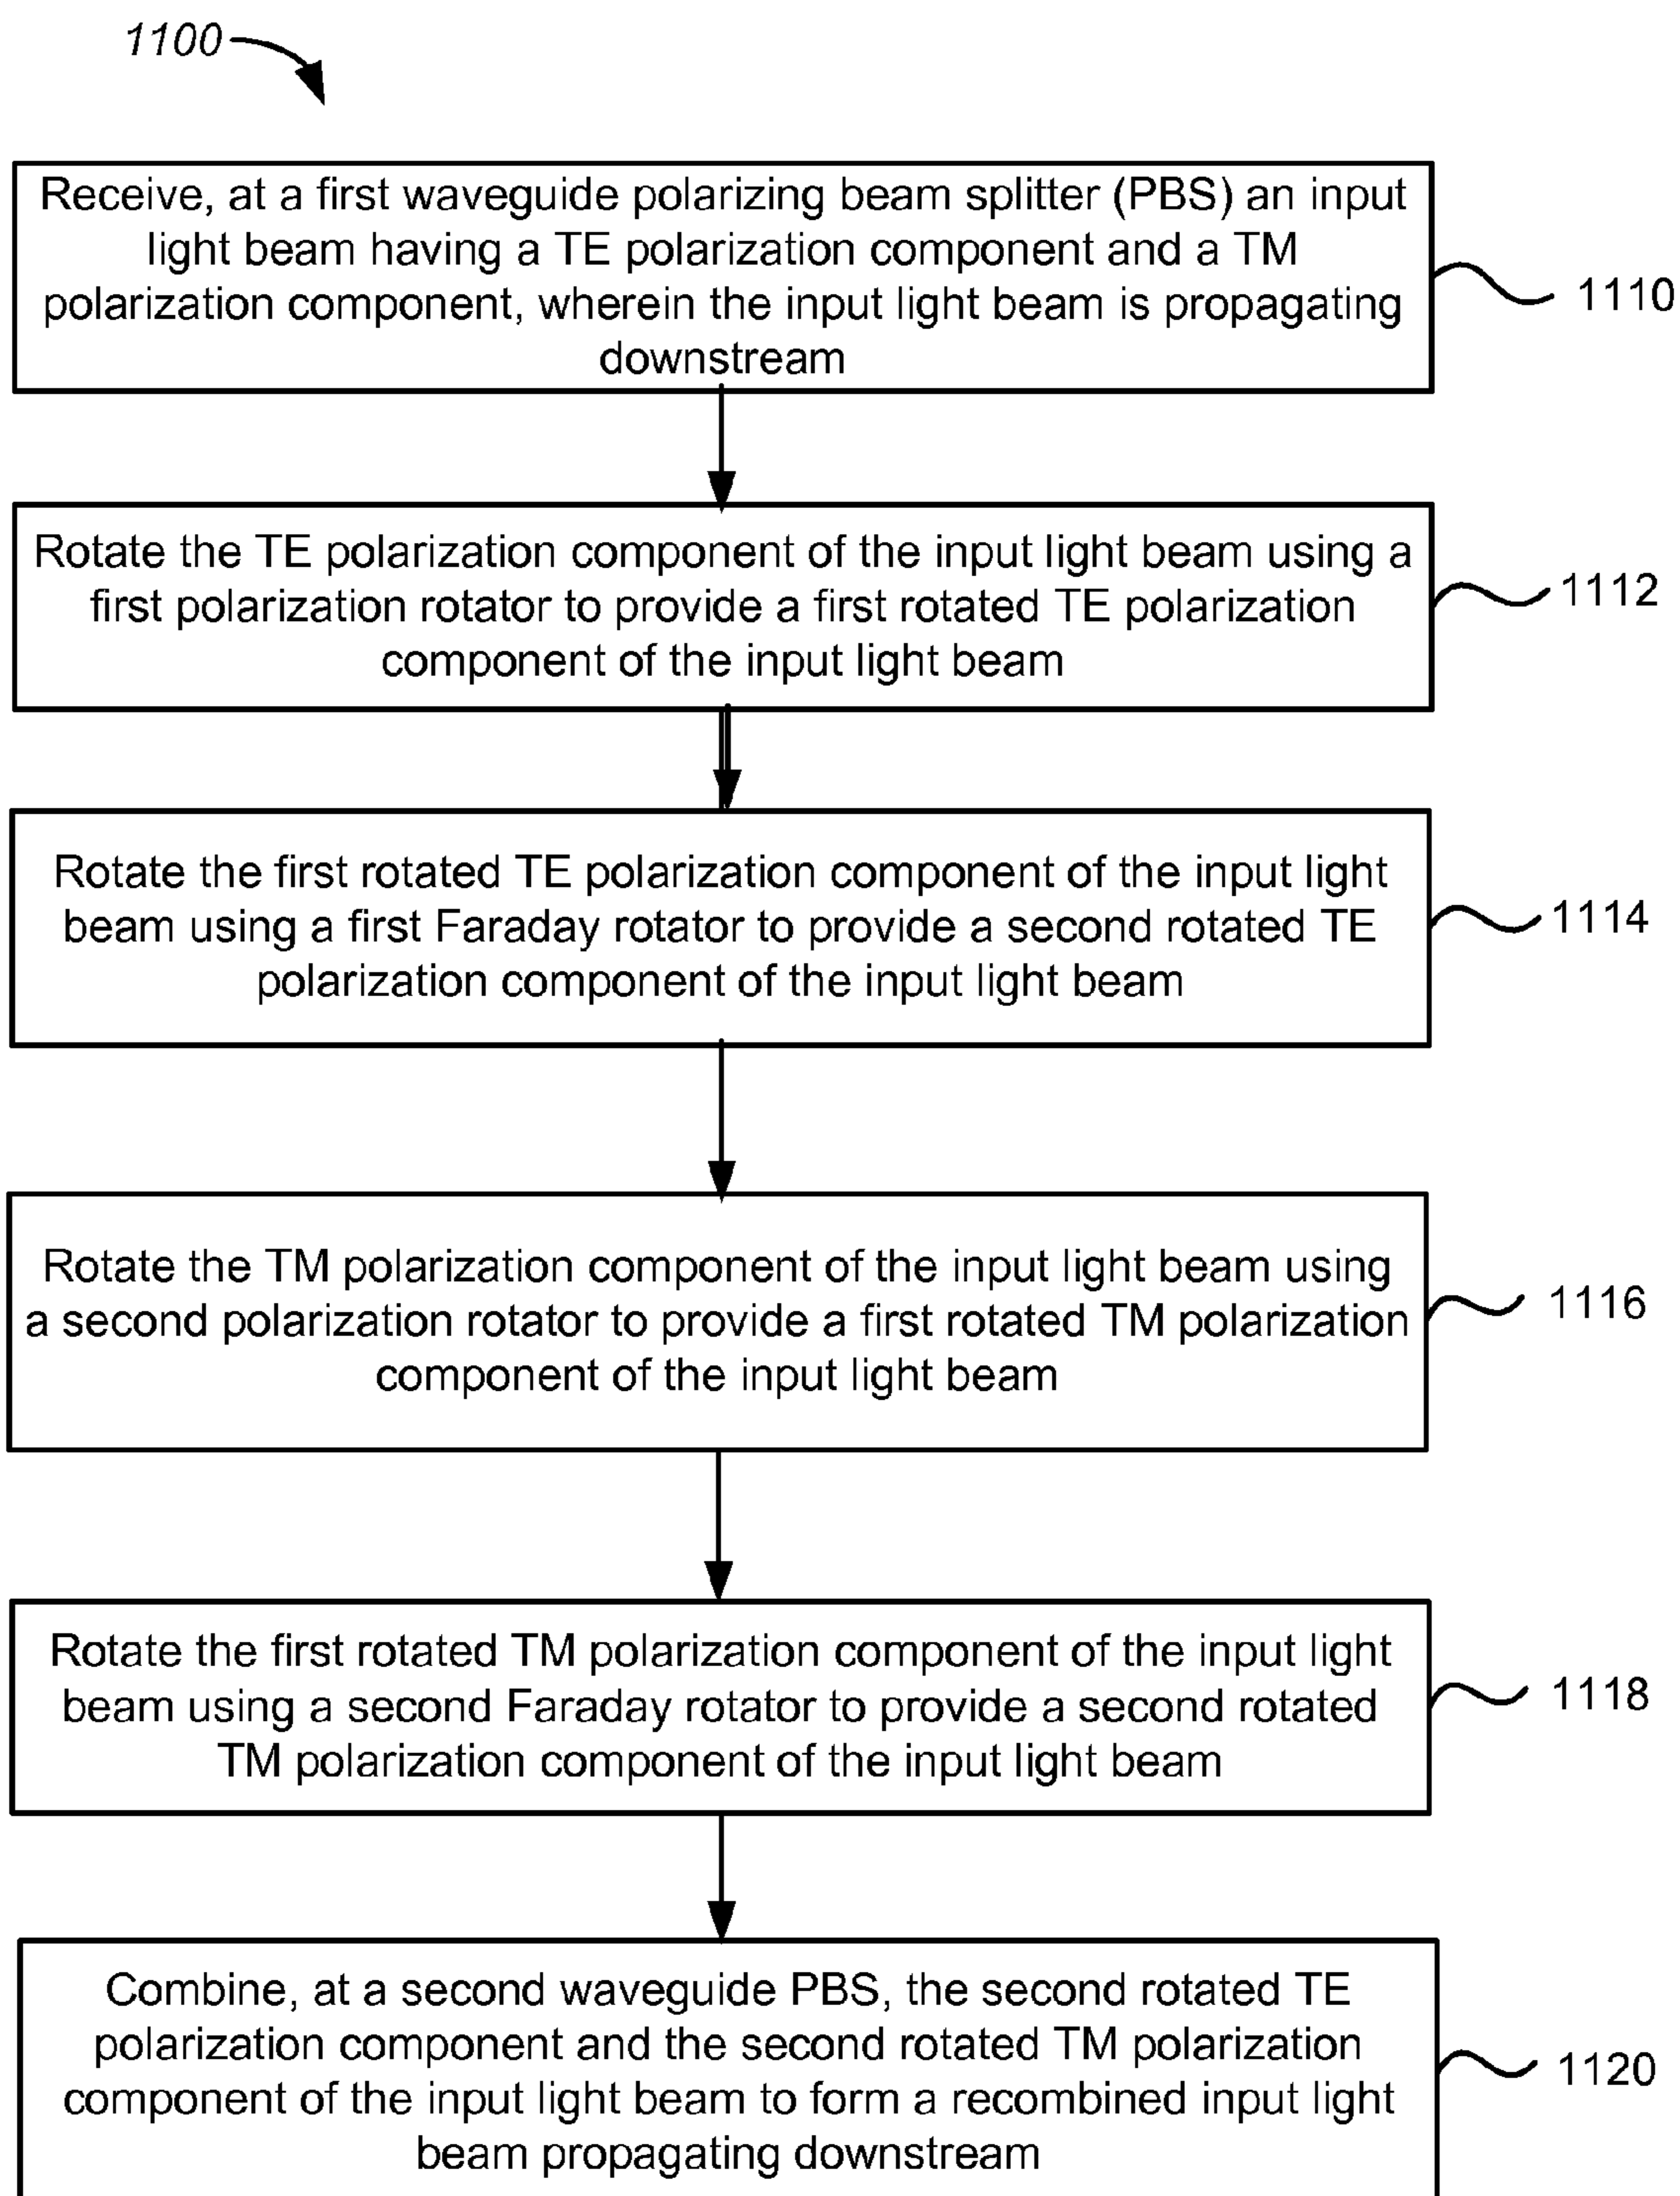 1100
Receive, at a first waveguide polarizing beam splitter (PBS) an input
light beam having a TE polarization component and a TM
polarization component, wherein the input light beam is propagating
downstream
1110
Rotate the TE polarization component of the input light beam using a
first polarization rotator to provide a first rotated TE polarization
component of the input light beam
1112
Rotate the first rotated TE polarization component of the input light
beam using a first Faraday rotator to provide a second rotated TE
polarization component of the input light beam
1114
Rotate the TM polarization component of the input light beam using
a second polarization rotator to provide a first rotated TM polarization
component of the input light beam
1116
Rotate the first rotated TM polarization component of the input light
beam using a second Faraday rotator to provide a second rotated
TM polarization component of the input light beam
1118
Combine, at a second waveguide PBS, the second rotated TE
polarization component and the second rotated TM polarization
component of the input light beam to form a recombined input light
beam propagating downstream
1120